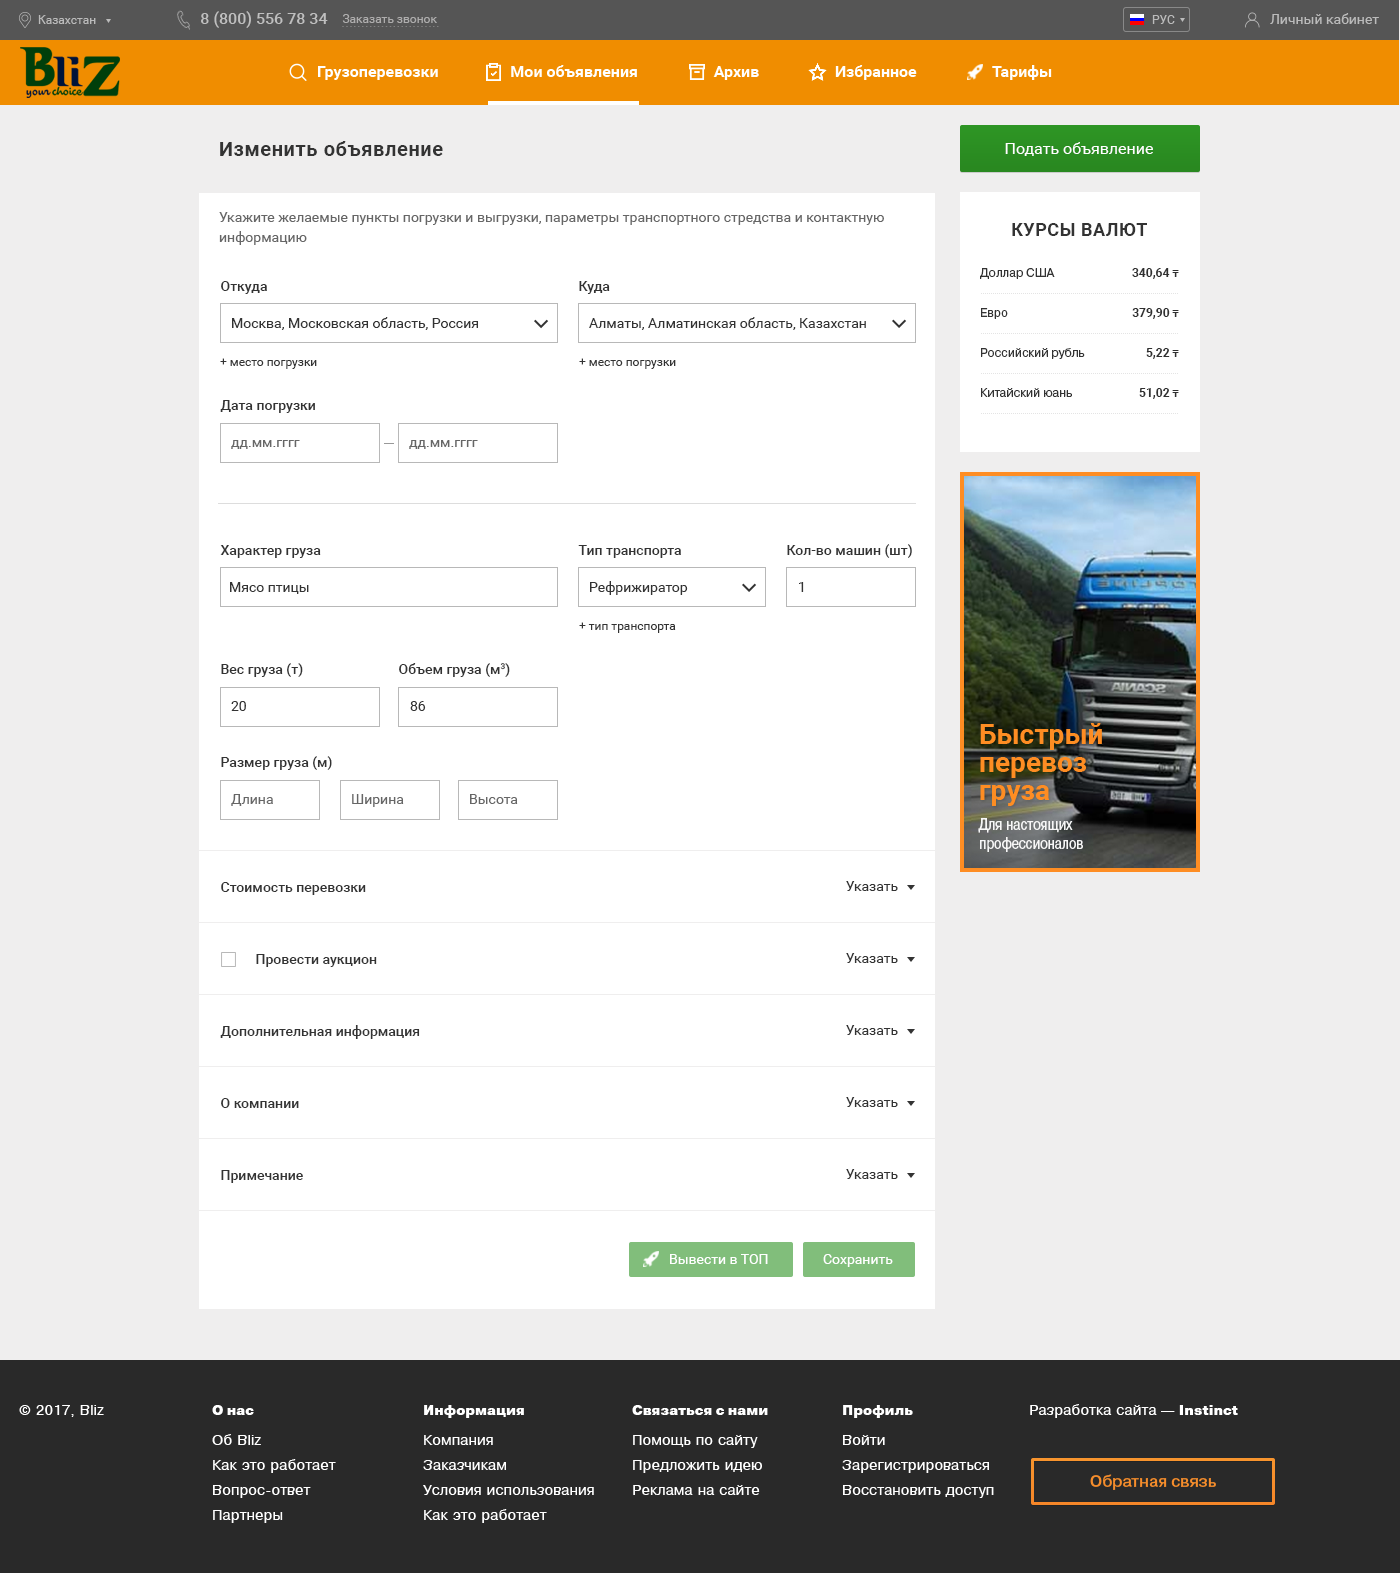 Казахстан
8 (800) 556 78 34 Заказать звонок
РУС
Личный кабинет
BliZ
your choice
Грузоперевозки Мои объявления Архив Избранное Тарифы
Изменить объявление
Подать объявление
Укажите желаемые пункты погрузки и выгрузки, параметры транспортного стредства и контактную
информацию
Откуда Куда
Москва, Московская область, Россия Алматы, Алматинская область, Казахстан
+ место погрузки + место погрузки
Дата погрузки
дд.мм.гггг — дд.мм.гггг
Характер груза Тип транспорта Кол-во машин (шт)
Мясо птицы Рефрижиратор 1
+ тип транспорта
Вес груза (т) Объем груза (м³)
20 86
Размер груза (м)
Длина Ширина Высота
Стоимость перевозки Указать
Провести аукцион Указать
Дополнительная информация Указать
О компании Указать
Примечание Указать
Вывести в ТОП Сохранить
КУРСЫ ВАЛЮТ
Доллар США 340,64 ₸
Евро 379,90 ₸
Российский рубль 5,22 ₸
Китайский юань 51,02 ₸
SCANIA
Быстрый
перевоз
груза
Для настоящих
профессионалов
© 2017, Bliz
О нас
Об Bliz
Как это работает
Вопрос-ответ
Партнеры
Информация
Компания
Заказчикам
Условия использования
Как это работает
Связаться с нами
Помощь по сайту
Предложить идею
Реклама на сайте
Профиль
Войти
Зарегистрироваться
Восстановить доступ
Разработка сайта — Instinct
Обратная связь